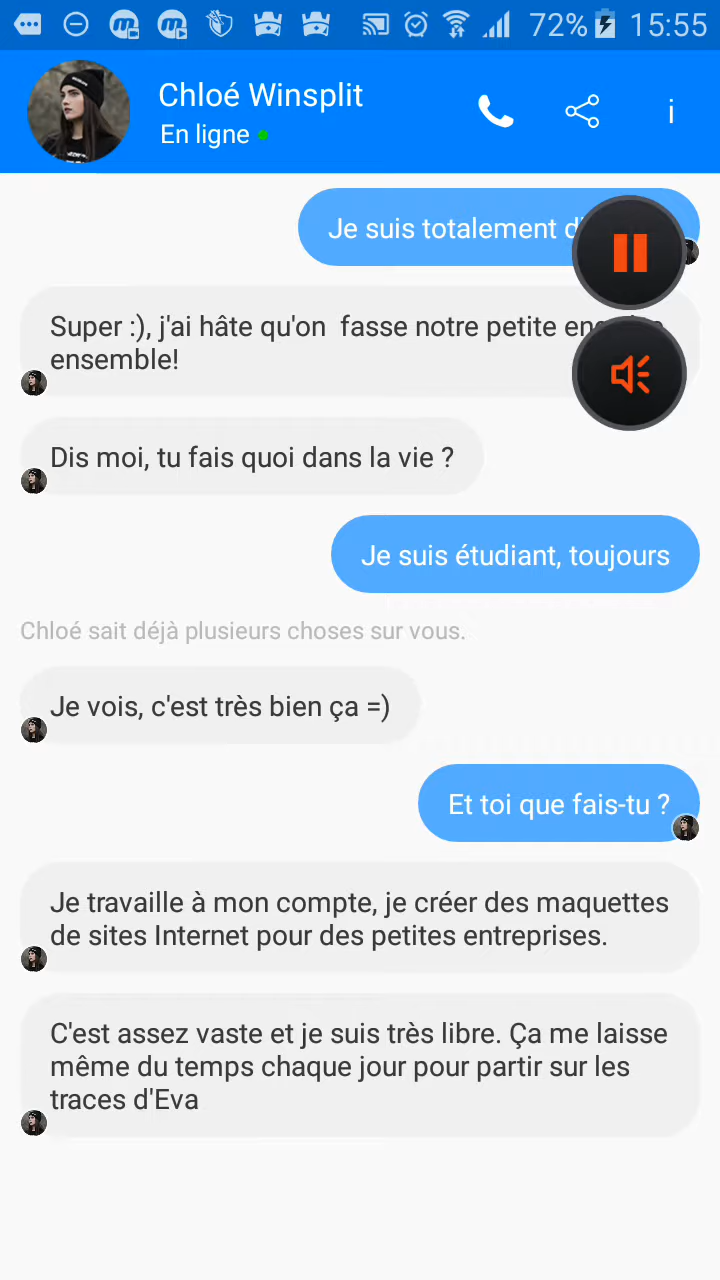 72% 15:55
Chloé Winsplit
En ligne
i
Je suis totalement
Super :), j'ai hâte qu'on fasse notre petite
ensemble!
Dis moi, tu fais quoi dans la vie ?
Je suis étudiant, toujours
Chloé sait déjà plusieurs choses sur vous.
Je vois, c'est très bien ça =)
Et toi que fais-tu ?
Je travaille à mon compte, je créer des maquettes
de sites Internet pour des petites entreprises.
C'est assez vaste et je suis très libre. Ça me laisse
même du temps chaque jour pour partir sur les
traces d'Eva